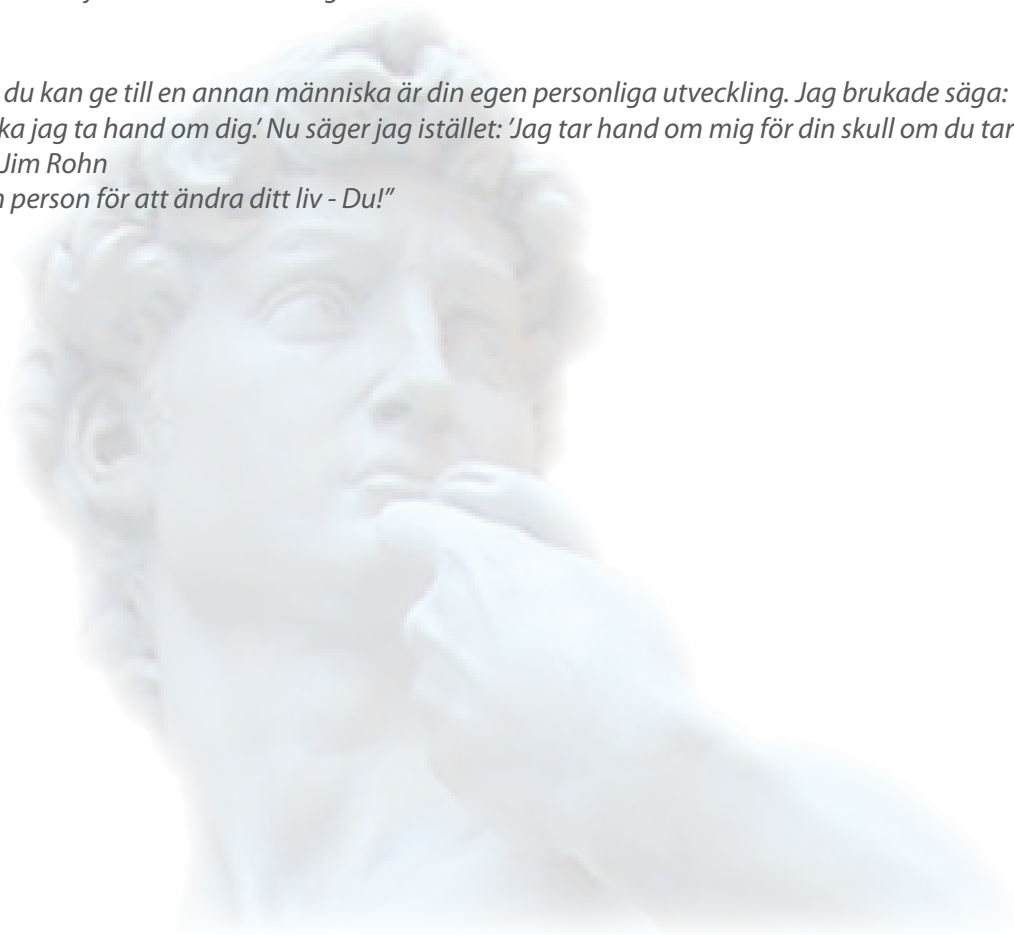 du kan ge till en annan människa är din egen personliga utveckling. Jag brukade säga:
jag ta hand om dig.’ Nu säger jag istället: ’Jag tar hand om mig för din skull om du tar
Jim Rohn
person för att ändra ditt liv - Du!”